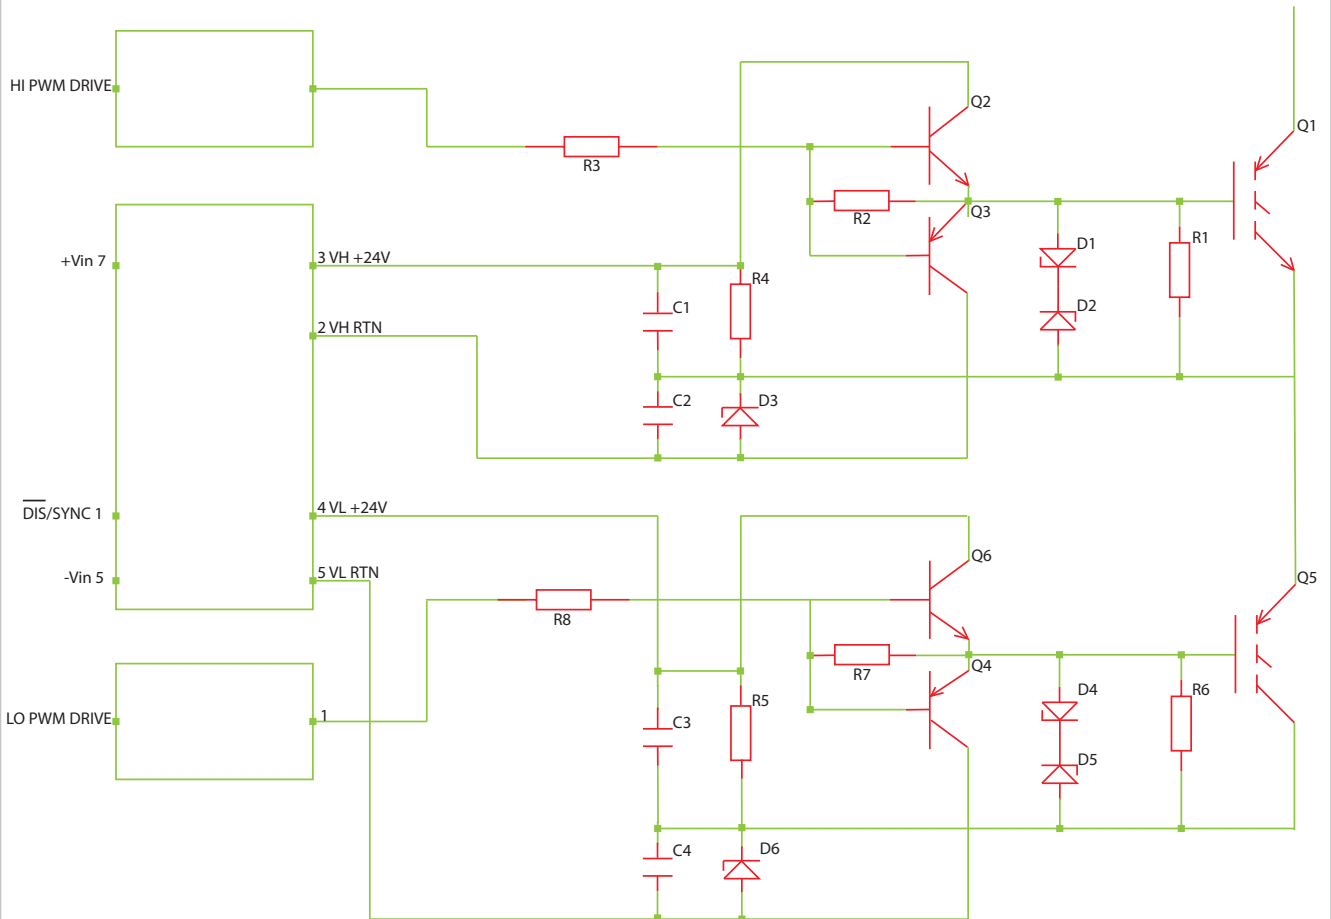 HI PWM DRIVE
Q2
Q1
R3
R2
Q3
+Vin 7
3 VH +24V
R4
D1
R1
2 VH RTN
C1
D2
C2
D3
DIS/SYNC 1
4 VL +24V
-Vin 5
5 VL RTN
Q6
Q5
R8
R7
Q4
LO PWM DRIVE
1
C3
R5
D4
R6
D5
C4
D6